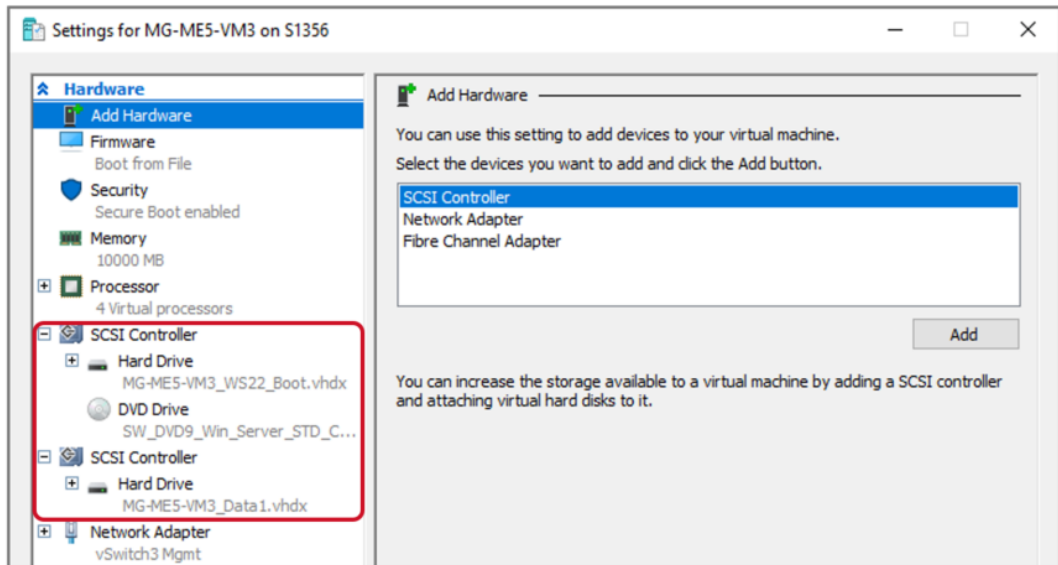 Settings for MG-ME5-VM3 on S1356
Hardware
Add Hardware
Firmware
Boot from File
Security
Secure Boot enabled
Memory
10000 MB
Processor
4 Virtual processors
SCSI Controller
Hard Drive
MG-ME5-VM3_WS22_Boot.vhdx
DVD Drive
SW_DVD9_Win_Server_STD_C...
SCSI Controller
Hard Drive
MG-ME5-VM3_Data1.vhdx
Network Adapter
vSwitch3 Mgmt
Add Hardware
You can use this setting to add devices to your virtual machine.
Select the devices you want to add and click the Add button.
SCSI Controller
Network Adapter
Fibre Channel Adapter
Add
You can increase the storage available to a virtual machine by adding a SCSI controller
and attaching virtual hard disks to it.